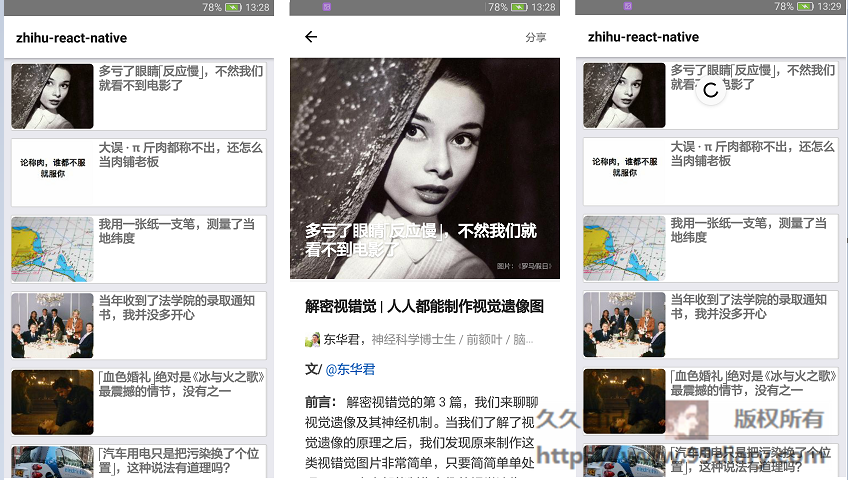 78% 13:28
zhihu-react-native
多亏了眼睛「反应慢」，不然我们
就看不到电影了
论称肉，谁都不服
就服你
大误 · π 斤肉都称不出，还怎么
当肉铺老板
我用一张纸一支笔，测量了当
地纬度
当年收到了法学院的录取通知
书，我并没多开心
「血色婚礼」绝对是《冰与火之歌》
最震撼的情节，没有之一
「汽车用电只是把污染换了个位
置」，这种说法有道理吗？
78% 13:28
分享
多亏了眼睛「反应慢」，不然我们就
看不到电影了
图片：《罗马假日》
解密视错觉 | 人人都能制作视觉遗像图
东华君，神经科学博士生 / 前额叶 / 脑...
文/ @东华君
前言： 解密视错觉的第 3 篇，我们来聊聊
视觉遗像及其神经机制。当我们了解了视
觉遗像的原理之后，我们发现原来制作这
类视错觉图片非常简单，只要简简单单处
78% 13:29
zhihu-react-native
多亏了眼睛「反应慢」，不然我们
就看 电影了
论称肉，谁都不服
就服你
大误 · π 斤肉都称不出，还怎么
当肉铺老板
我用一张纸一支笔，测量了当
地纬度
当年收到了法学院的录取通知
书，我并没多开心
「血色婚礼」绝对是《冰与火之歌》
最震撼的情节，没有之一
「汽车用电只是把污染换了个位
置」，这种说法有道理吗？
久久 版权所有